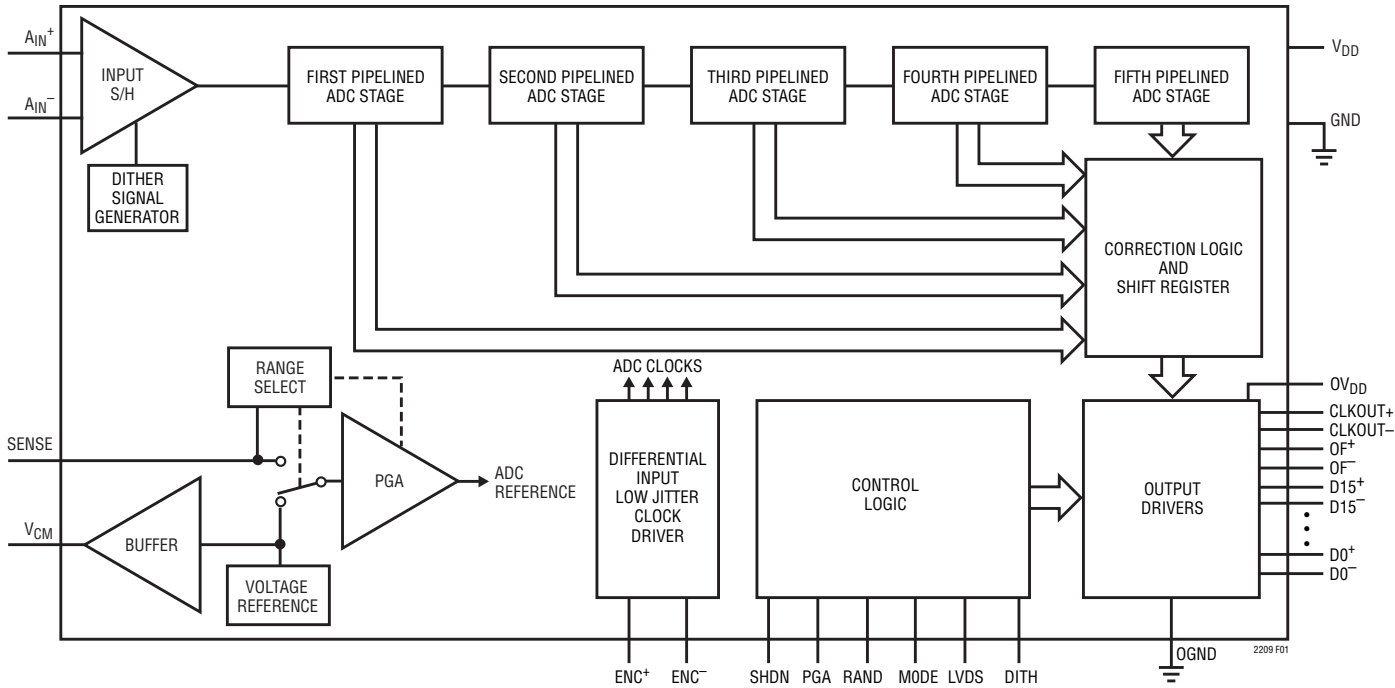 AIN+
AIN−
INPUT
S/H
DITHER
SIGNAL
GENERATOR
FIRST PIPELINED
ADC STAGE
SECOND PIPELINED
ADC STAGE
THIRD PIPELINED
ADC STAGE
FOURTH PIPELINED
ADC STAGE
FIFTH PIPELINED
ADC STAGE
VDD
GND
CORRECTION LOGIC
AND
SHIFT REGISTER
RANGE
SELECT
SENSE
PGA
ADC
REFERENCE
VCM
BUFFER
VOLTAGE
REFERENCE
ADC CLOCKS
DIFFERENTIAL
INPUT
LOW JITTER
CLOCK
DRIVER
CONTROL
LOGIC
OUTPUT
DRIVERS
OVDD
CLKOUT+
CLKOUT–
OF+
OF−
D15+
D15−
D0+
D0−
ENC+
ENC−
SHDN
PGA
RAND
MODE
LVDS
DITH
OGND
2209 F01